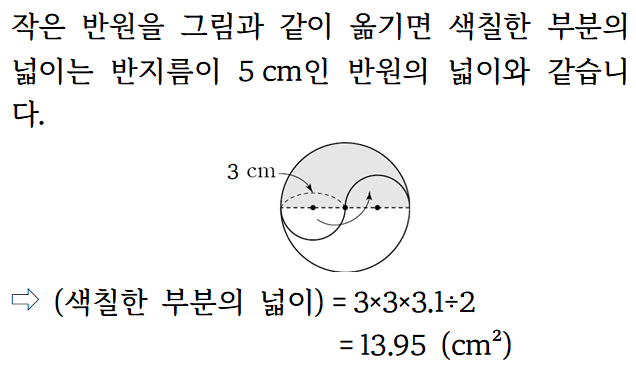 작은 반원을 그림과 같이 옮기면 색칠한 부분의
넓이는 반지름이 5 cm인 반원의 넓이와 같습니
다.
3 cm
⇨ (색칠한 부분의 넓이) = 3×3×3.1÷2
= 13.95 (cm²)